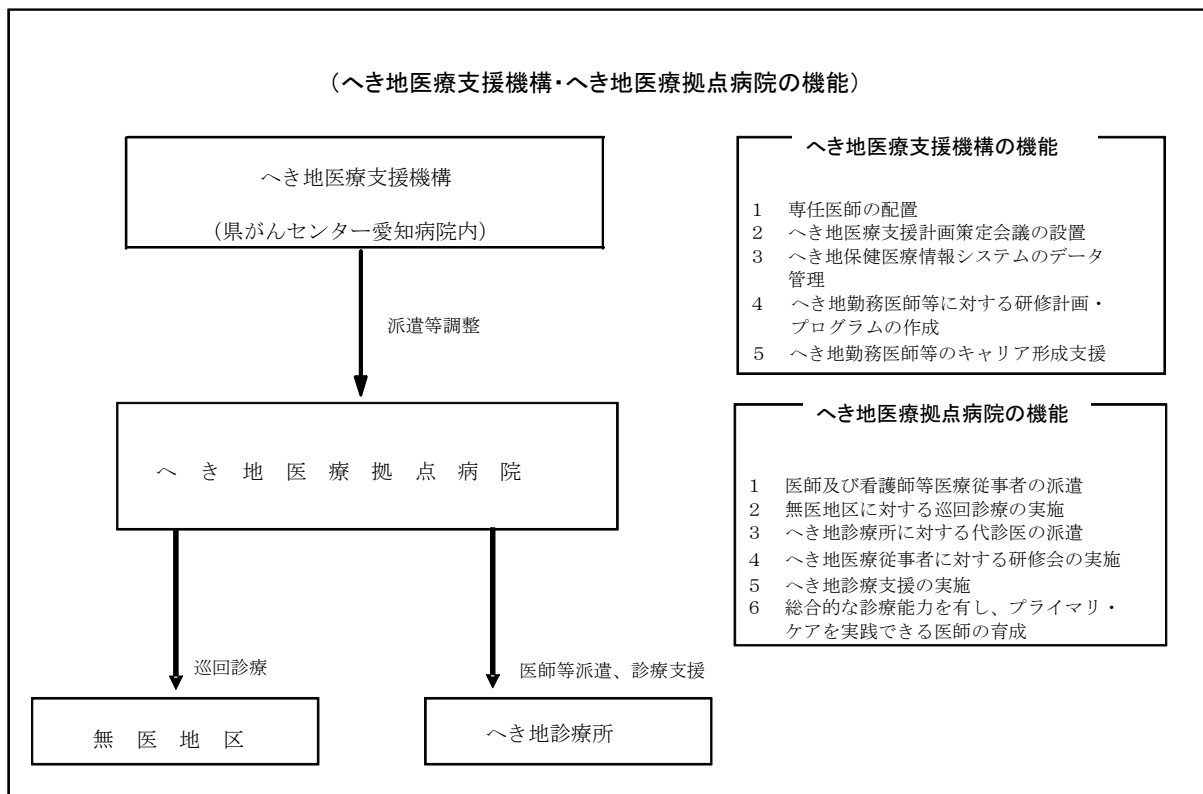 （へき地医療支援機構・へき地医療拠点病院の機能）
へき地医療支援機構
（県がんセンター愛知病院内）
派遣等調整
へ き 地 医 療 拠 点 病 院
巡回診療
医師等派遣、診療支援
無 医 地 区
へき地診療所
へき地医療支援機構の機能
1 専任医師の配置
2 へき地医療支援計画策定会議の設置
3 へき地保健医療情報システムのデータ
管理
4 へき地勤務医師等に対する研修計画・
プログラムの作成
5 へき地勤務医師等のキャリア形成支援
へき地医療拠点病院の機能
1 医師及び看護師等医療従事者の派遣
2 無医地区に対する巡回診療の実施
3 へき地診療所に対する代診医の派遣
4 へき地医療従事者に対する研修会の実施
5 へき地診療支援の実施
6 総合的な診療能力を有し、プライマリ・
ケアを実践できる医師の育成